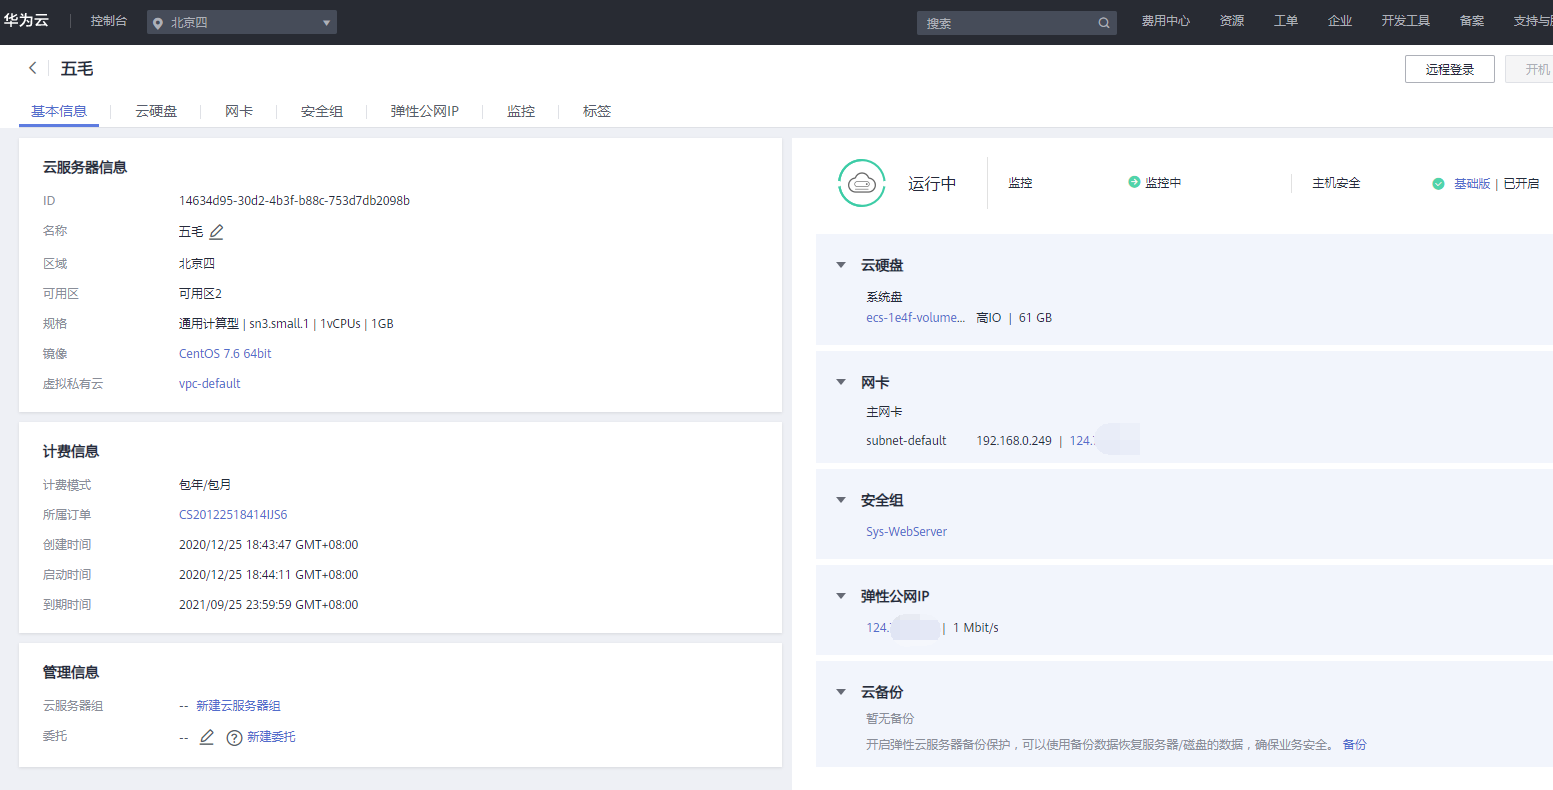 华为云 控制台 北京四 搜索 费用中心 资源 工单 企业 开发工具 备案 支持与
五毛 远程登录 开机
基本信息 云硬盘 网卡 安全组 弹性公网IP 监控 标签
云服务器信息
ID 14634d95-30d2-4b3f-b88c-753d7db2098b
名称 五毛
区域 北京四
可用区 可用区2
规格 通用计算型 | sn3.small.1 | 1vCPUs | 1GB
镜像 CentOS 7.6 64bit
虚拟私有云 vpc-default
计费信息
计费模式 包年/包月
所属订单 CS20122518414IJS6
创建时间 2020/12/25 18:43:47 GMT+08:00
启动时间 2020/12/25 18:44:11 GMT+08:00
到期时间 2021/09/25 23:59:59 GMT+08:00
管理信息
云服务器组 -- 新建云服务器组
委托 -- 新建委托
运行中 监控 监控中 主机安全 基础版 | 已开启
云硬盘
系统盘
ecs-1e4f-volume... 高IO | 61 GB
网卡
主网卡
subnet-default 192.168.0.249 | 124.
安全组
Sys-WebServer
弹性公网IP
124. | 1 Mbit/s
云备份
暂无备份
开启弹性云服务器备份保护，可以使用备份数据恢复服务器/磁盘的数据，确保业务安全。 备份